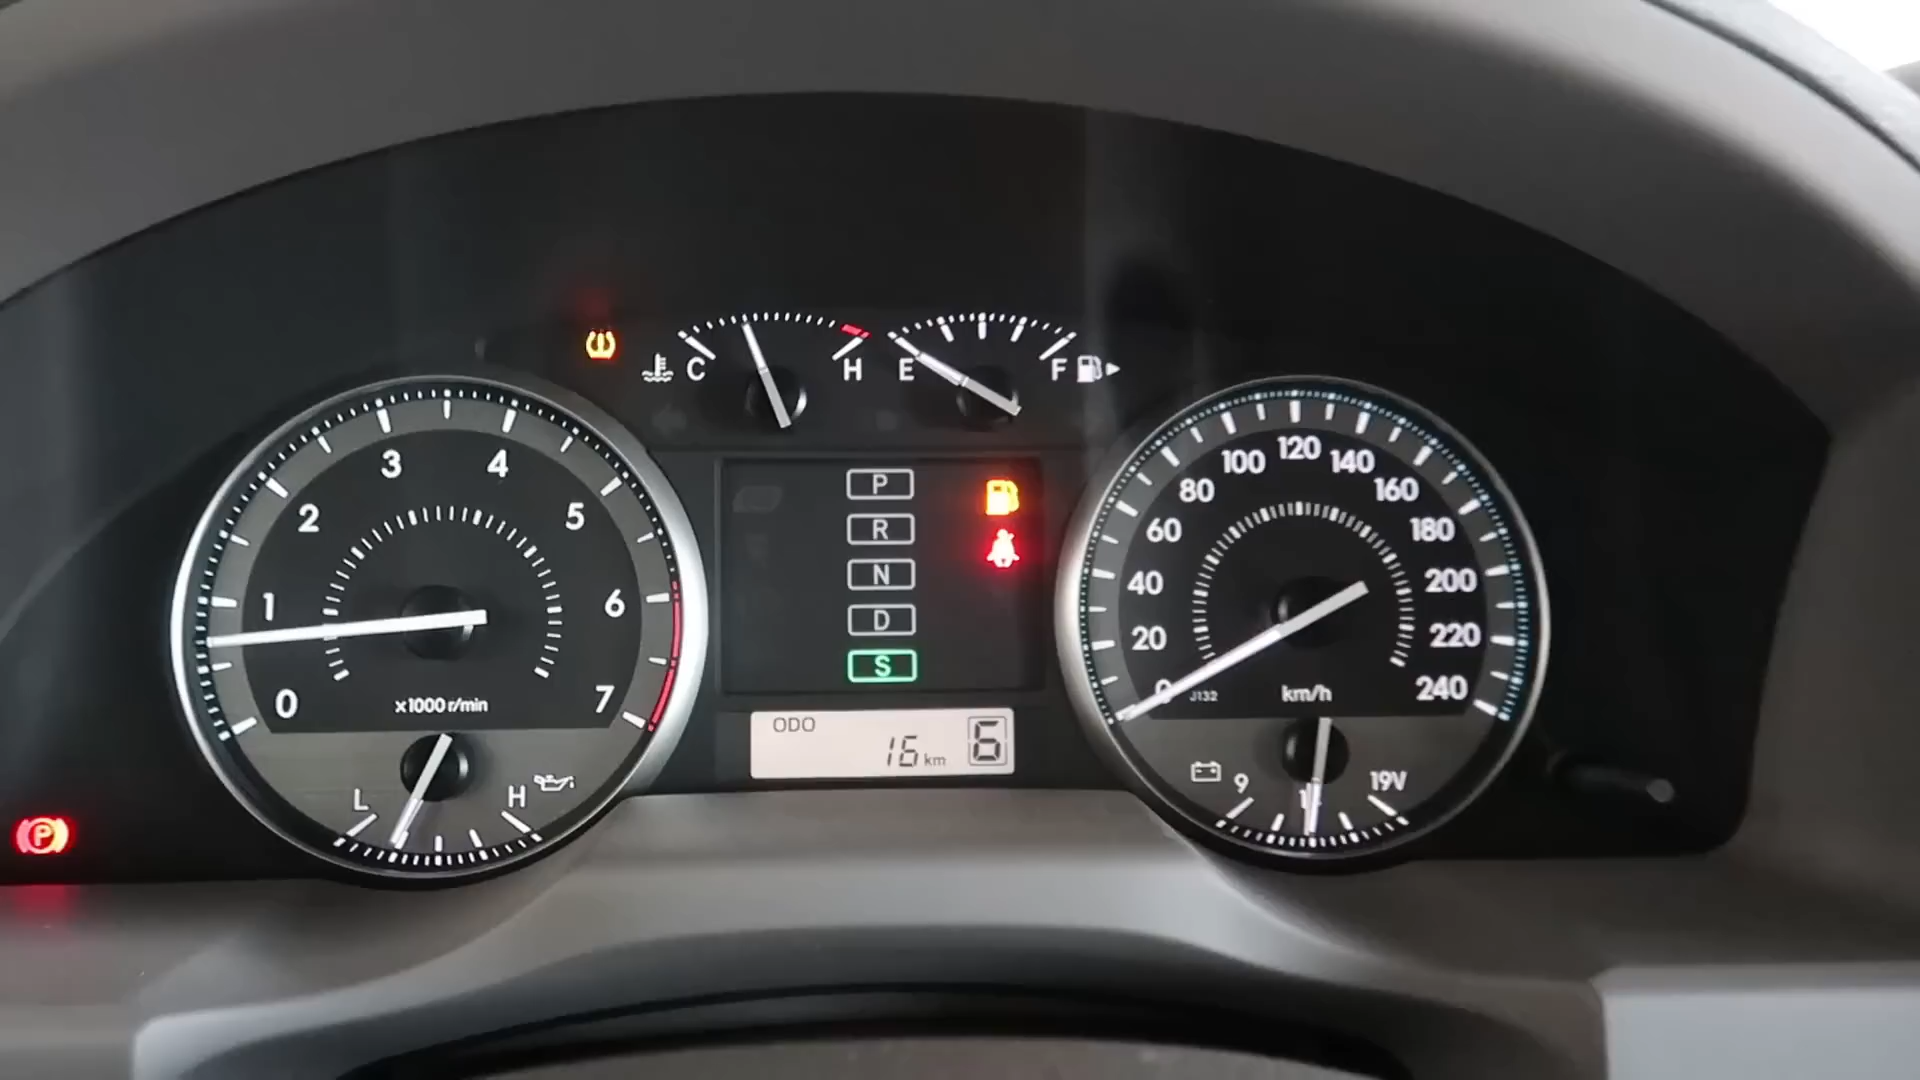 C H E F
0 1 2 3 4 5 6 7
x1000 r/min
L H
P
R
N
D
S
ODO
16 km 6
0 20 40 60 80 100 120 140 160 180 200 220 240
J132 km/h
9 19V
P